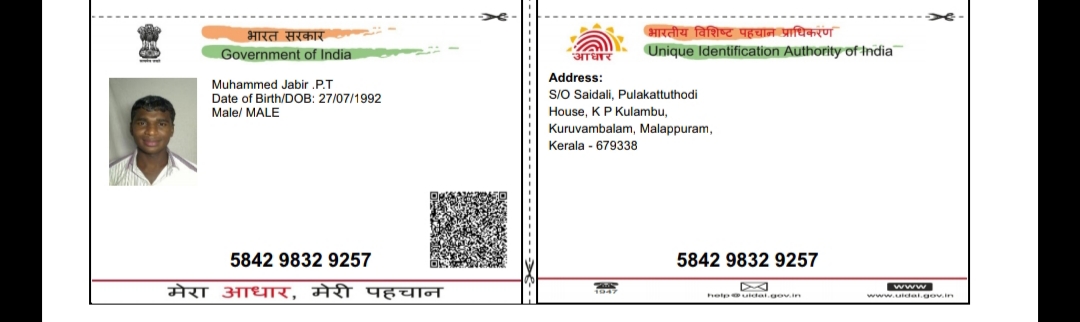 भारत सरकार
Government of India
Muhammed Jabir .P.T
Date of Birth/DOB: 27/07/1992
Male/ MALE
5842 9832 9257
मेरा आधार, मेरी पहचान
भारतीय विशिष्ट पहचान प्राधिकरण
Unique Identification Authority of India
आधार
Address:
S/O Saidali, Pulakattuthodi
House, K P Kulambu,
Kuruvambalam, Malappuram,
Kerala - 679338
5842 9832 9257
1947
help@uidai.gov.in
www
www.uidai.gov.in